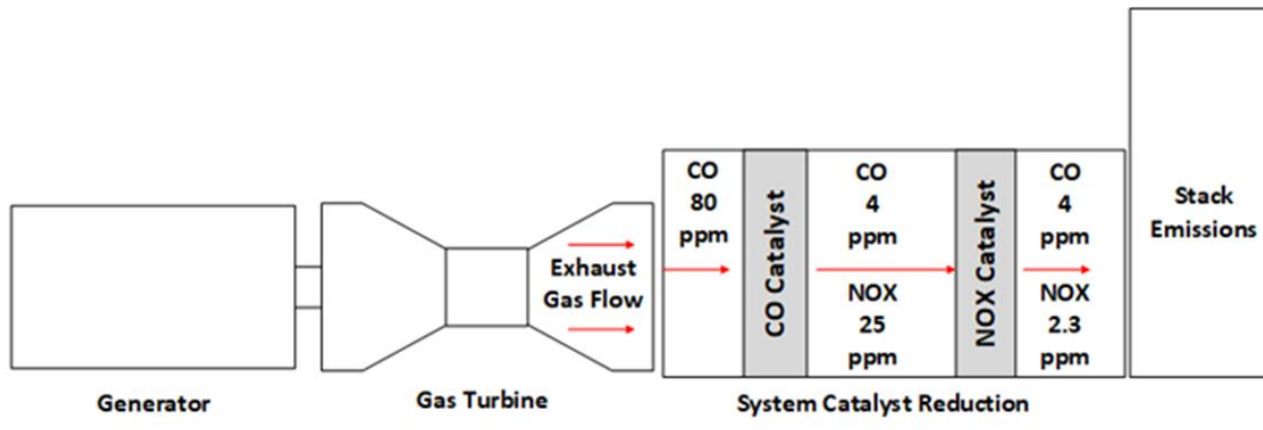 Exhaust
Gas Flow
CO
80
ppm
CO Catalyst
CO
4
ppm
NOX
25
ppm
NOX Catalyst
CO
4
ppm
NOX
2.3
ppm
Stack
Emissions
Generator
Gas Turbine
System Catalyst Reduction